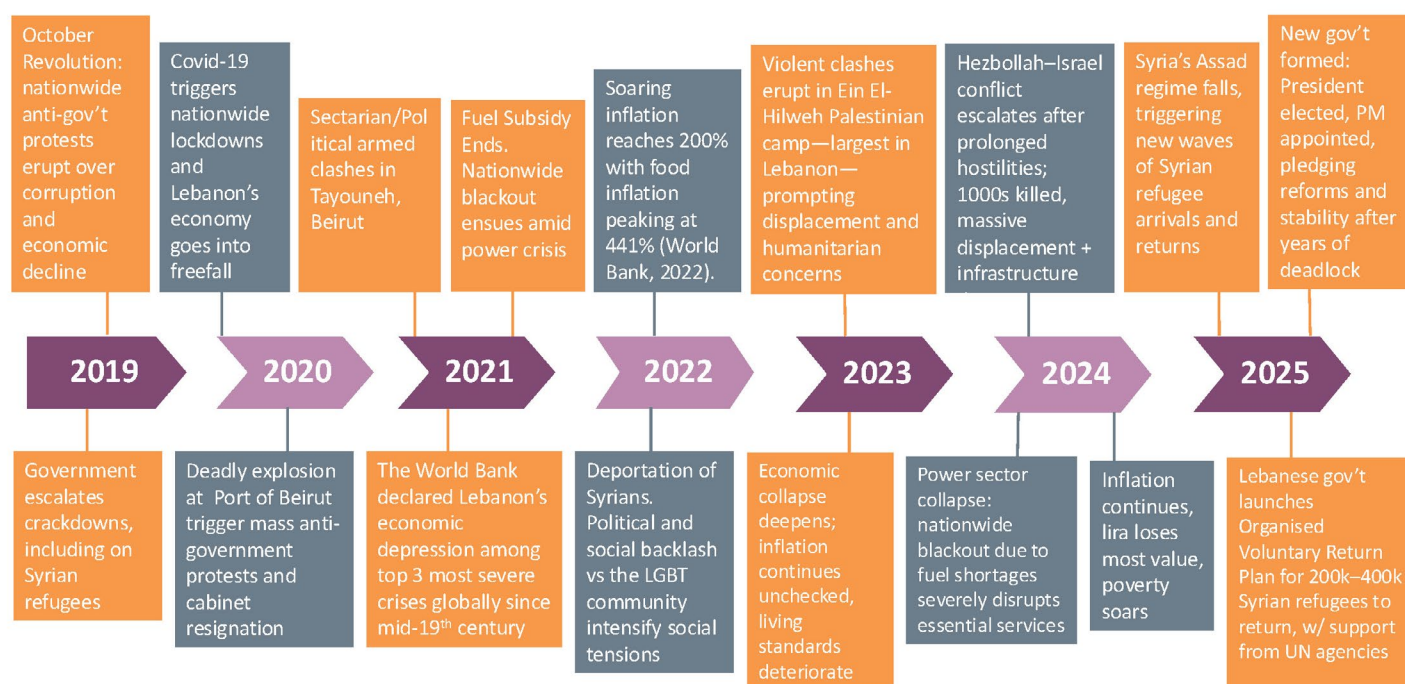 October
Revolution:
nationwide
anti-gov't
protests
erupt over
corruption
and
economic
decline
Covid-19
triggers
nationwide
lockdowns
and
Lebanon's
economy
goes into
freefall
Sectarian/Pol
itical armed
clashes in
Tayouneh,
Beirut
Fuel Subsidy
Ends.
Nationwide
blackout
ensues amid
power crisis
Soaring
inflation
reaches 200%
with food
inflation
peaking at
441% (World
Bank, 2022).
Violent clashes
erupt in Ein El-
Hilweh Palestinian
camp—largest in
Lebanon—
prompting
displacement and
humanitarian
concerns
Hezbollah–Israel
conflict
escalates after
prolonged
hostilities;
1000s killed,
massive
displacement +
infrastructure
Syria's Assad
regime falls,
triggering
new waves of
Syrian
refugee
arrivals and
returns
New gov't
formed:
President
elected, PM
appointed,
pledging
reforms and
stability after
years of
deadlock
2019
2020
2021
2022
2023
2024
2025
Government
escalates
crackdowns,
including on
Syrian
refugees
Deadly explosion
at Port of Beirut
trigger mass anti-
government
protests and
cabinet
resignation
The World Bank
declared Lebanon's
economic
depression among
top 3 most severe
crises globally since
mid-19th century
Deportation of
Syrians.
Political and
social backlash
vs the LGBT
community
intensify social
tensions
Economic
collapse
deepens;
inflation
continues
unchecked,
living
standards
deteriorate
Power sector
collapse:
nationwide
blackout due to
fuel shortages
severely disrupts
essential services
Inflation
continues,
lira loses
most value,
poverty
soars
Lebanese gov't
launches
Organised
Voluntary Return
Plan for 200k–400k
Syrian refugees to
return, w/ support
from UN agencies